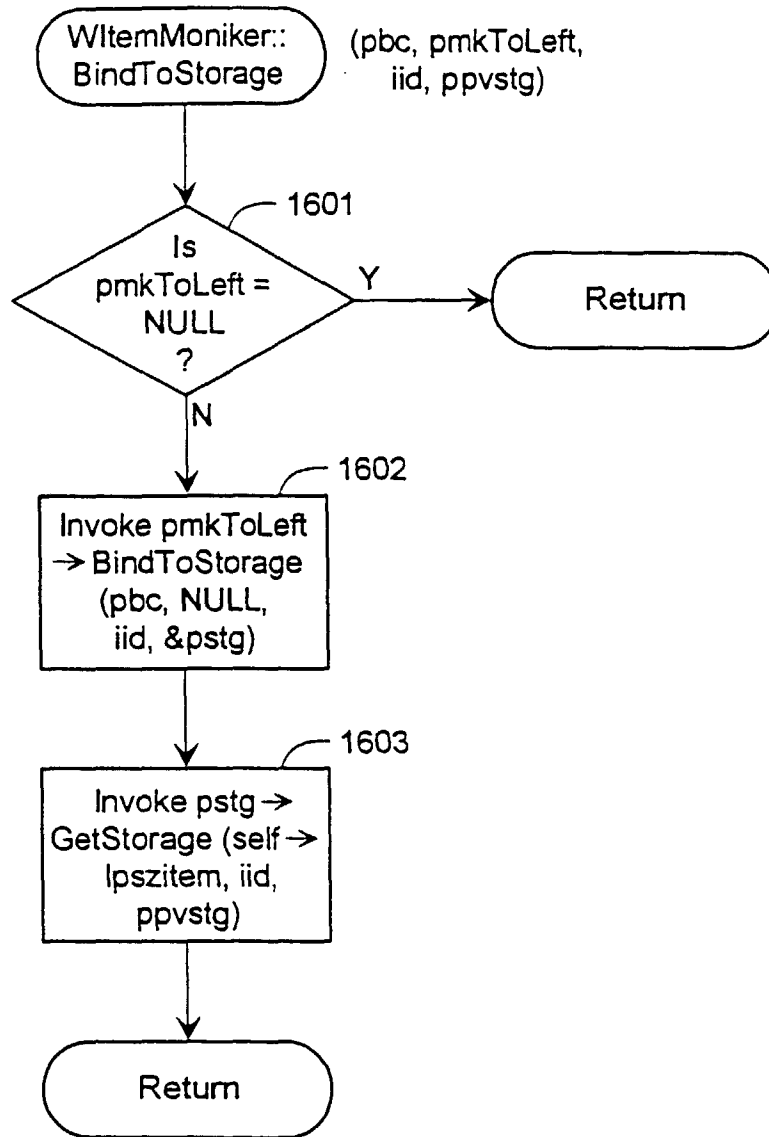 WItemMoniker::
BindToStorage
(pbc, pmkToLeft,
iid, ppvstg)
1601
Is
pmkToLeft =
NULL
?
Y
Return
N
1602
Invoke pmkToLeft
→ BindToStorage
(pbc, NULL,
iid, &pstg)
1603
Invoke pstg →
GetStorage (self →
lpszitem, iid,
ppvstg)
Return